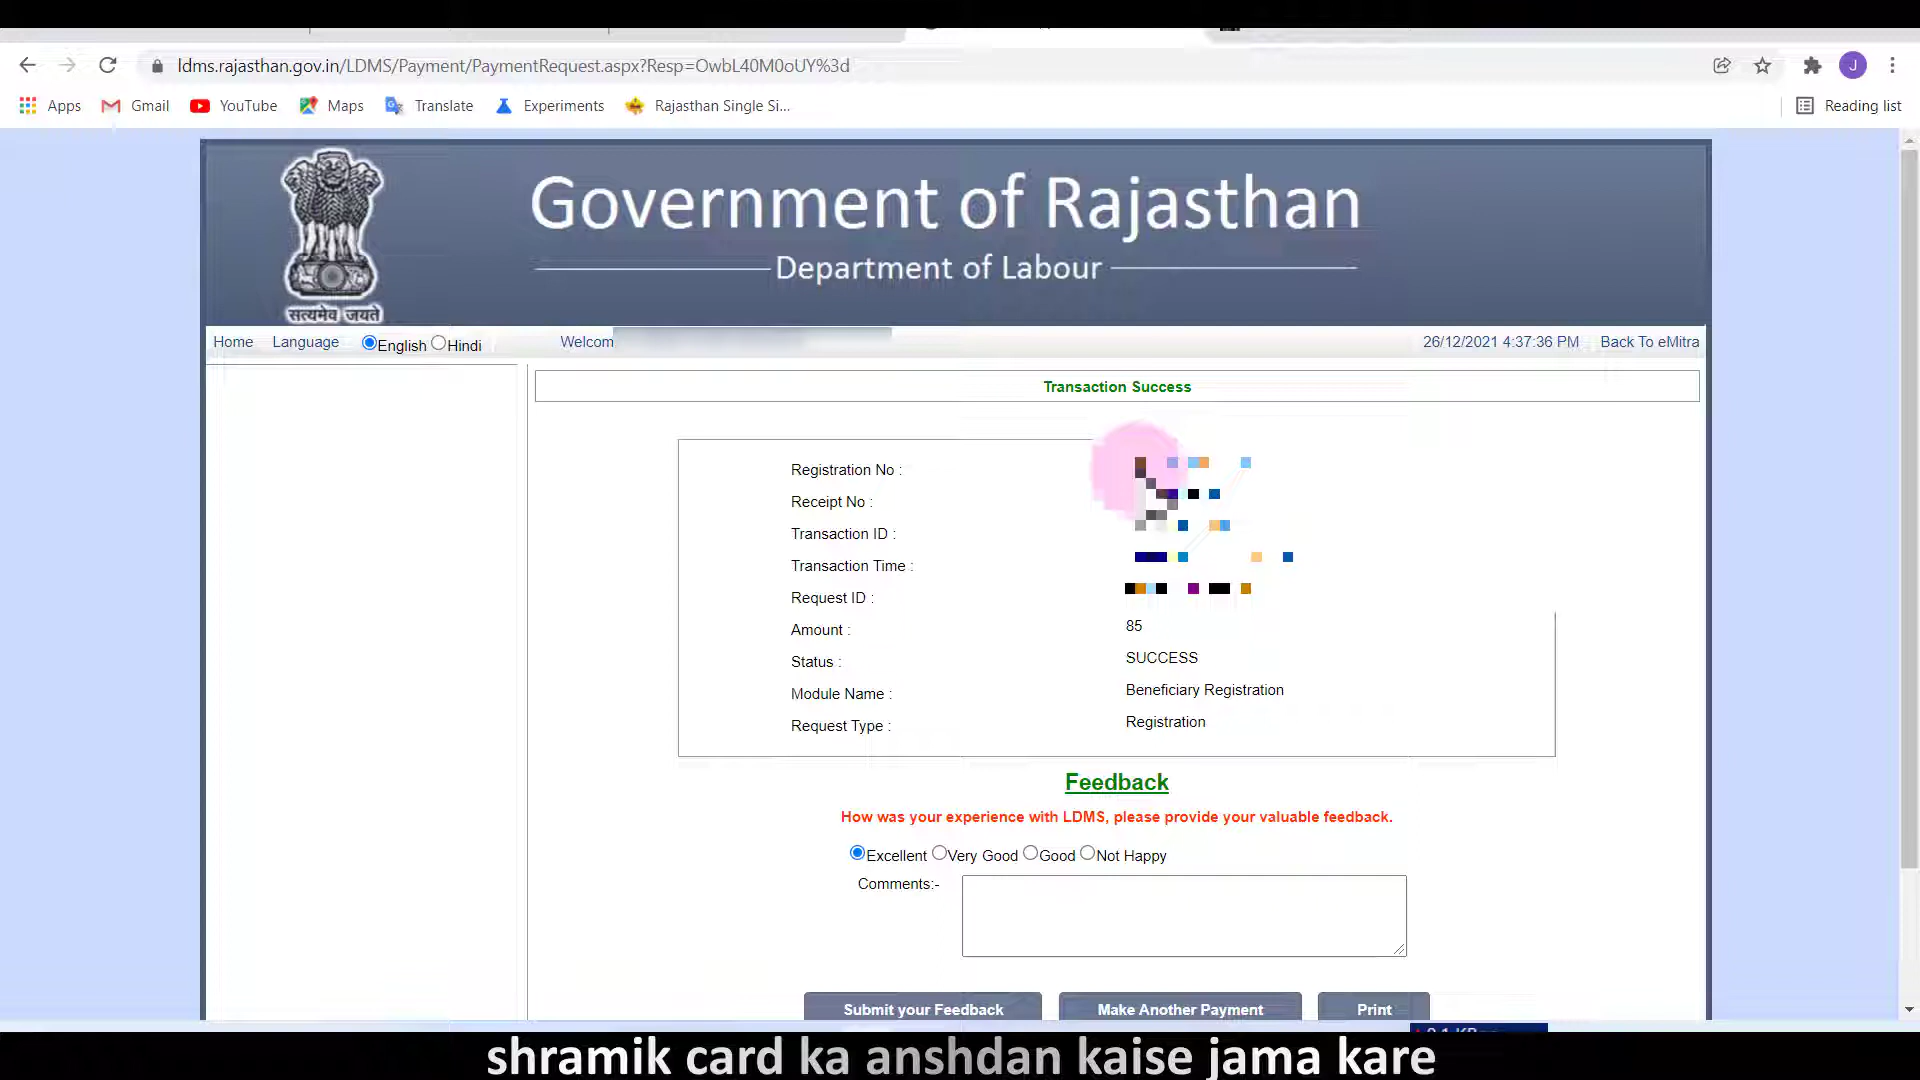 ldms.rajasthan.gov.in/LDMS/Payment/PaymentRequest.aspx?Resp=OwbL40M0oUY%3d
J
Apps Gmail YouTube Maps Translate Experiments Rajasthan Single Si... Reading list
Government of Rajasthan
Department of Labour
सत्यमेव जयते
Home Language English Hindi Welcom 26/12/2021 4:37:36 PM Back To eMitra
Transaction Success
Registration No :
Receipt No :
Transaction ID :
Transaction Time :
Request ID :
Amount : 85
Status : SUCCESS
Module Name : Beneficiary Registration
Request Type : Registration
Feedback
How was your experience with LDMS, please provide your valuable feedback.
Excellent Very Good Good Not Happy
Comments:-
Submit your Feedback Make Another Payment Print
shramik card ka anshdan kaise jama kare